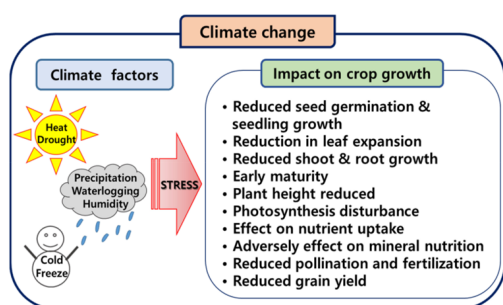 Climate change
Climate factors
Heat
Drought
Precipitation
Waterlogging
Humidity
Cold
Freeze
STRESS
Impact on crop growth
• Reduced seed germination &
seedling growth
• Reduction in leaf expansion
• Reduced shoot & root growth
• Early maturity
• Plant height reduced
• Photosynthesis disturbance
• Effect on nutrient uptake
• Adversely effect on mineral nutrition
• Reduced pollination and fertilization
• Reduced grain yield